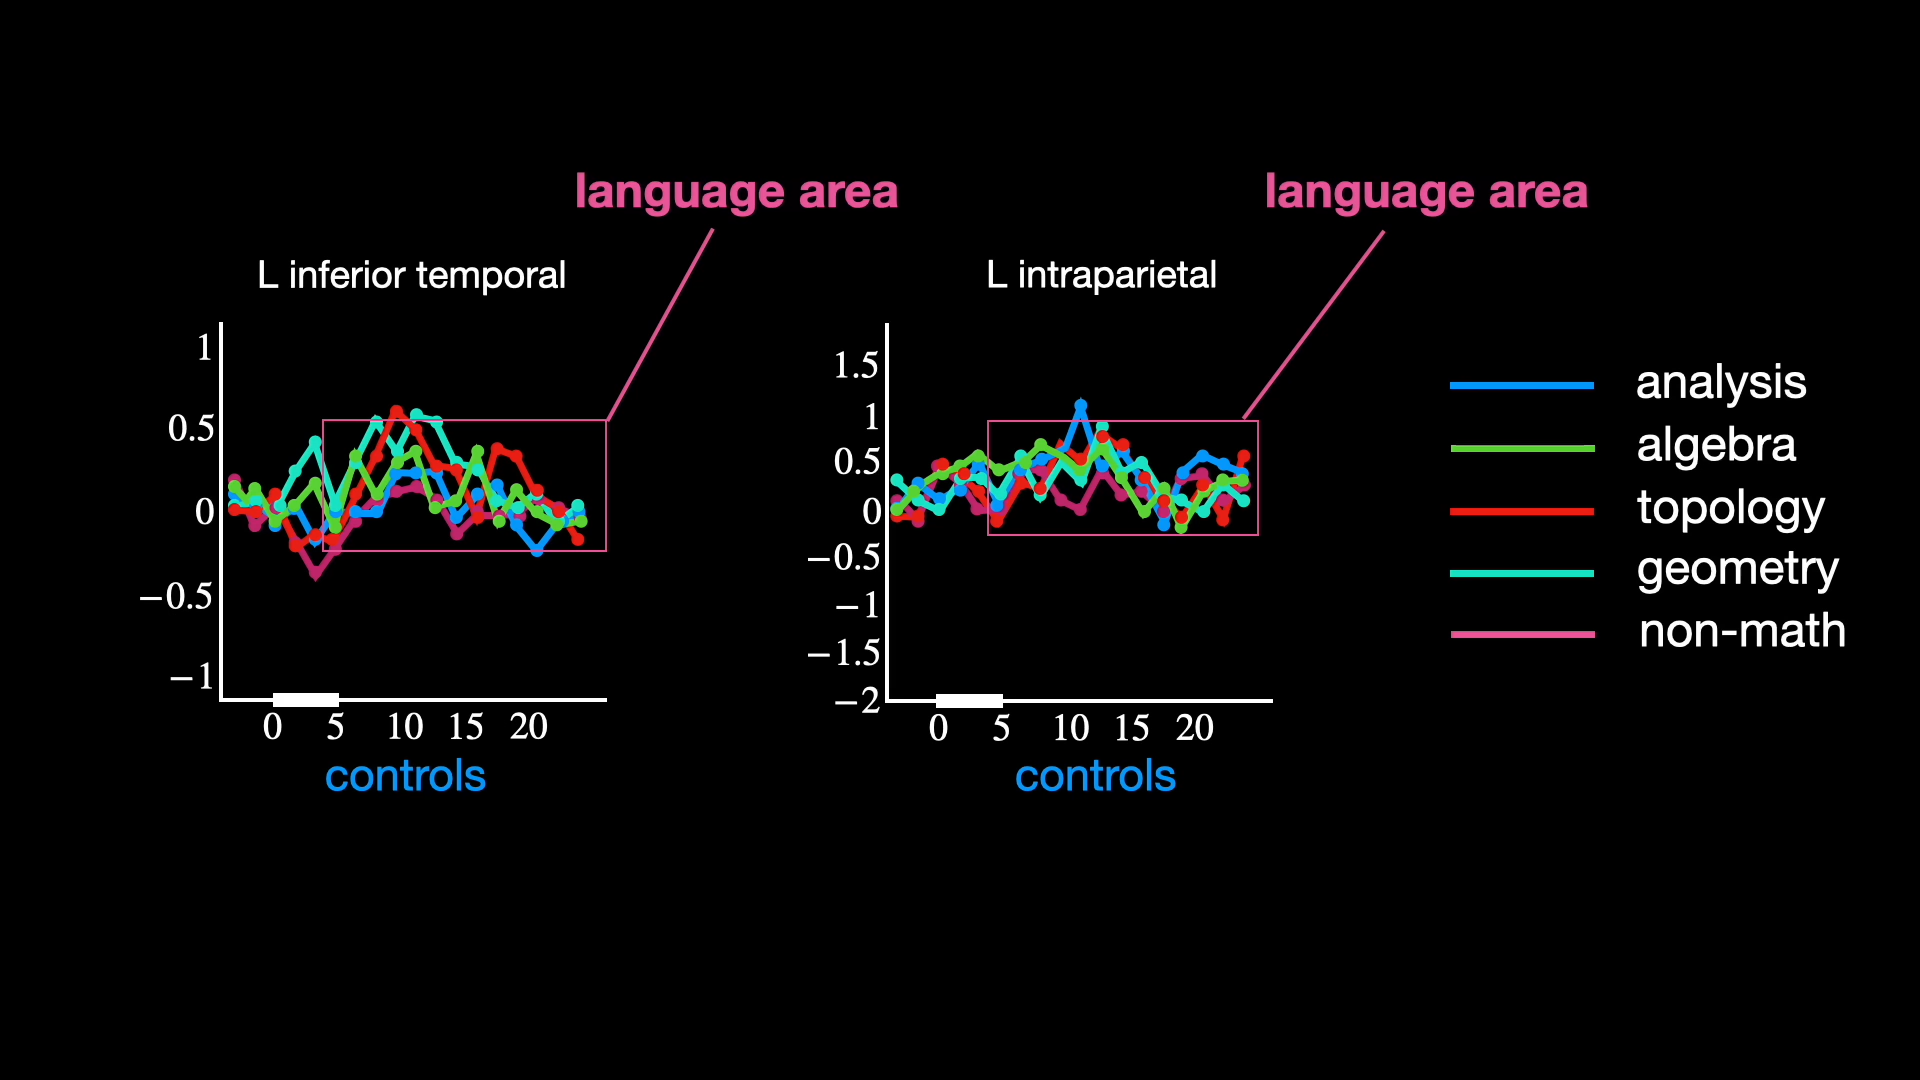 language area
language area
L inferior temporal
L intraparietal
1
0.5
0
−0.5
−1
0 5 10 15 20
controls
1.5
1
0.5
0
−0.5
−1
−1.5
−2
0 5 10 15 20
controls
analysis
algebra
topology
geometry
non-math